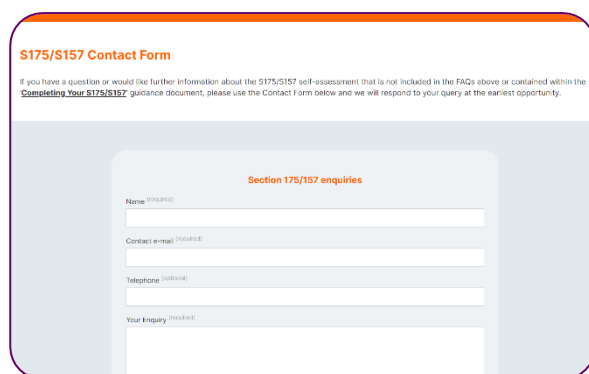 S175/S157 Contact Form
If you have a question or would like further information about the S175/S157 self-assessment that is not included in the FAQs above or contained within the
'Completing Your S175/S157' guidance document, please use the Contact Form below and we will respond to your query at the earliest opportunity.
Section 175/157 enquiries
Name (required)
Contact e-mail (required)
Telephone (optional)
Your Enquiry (required)